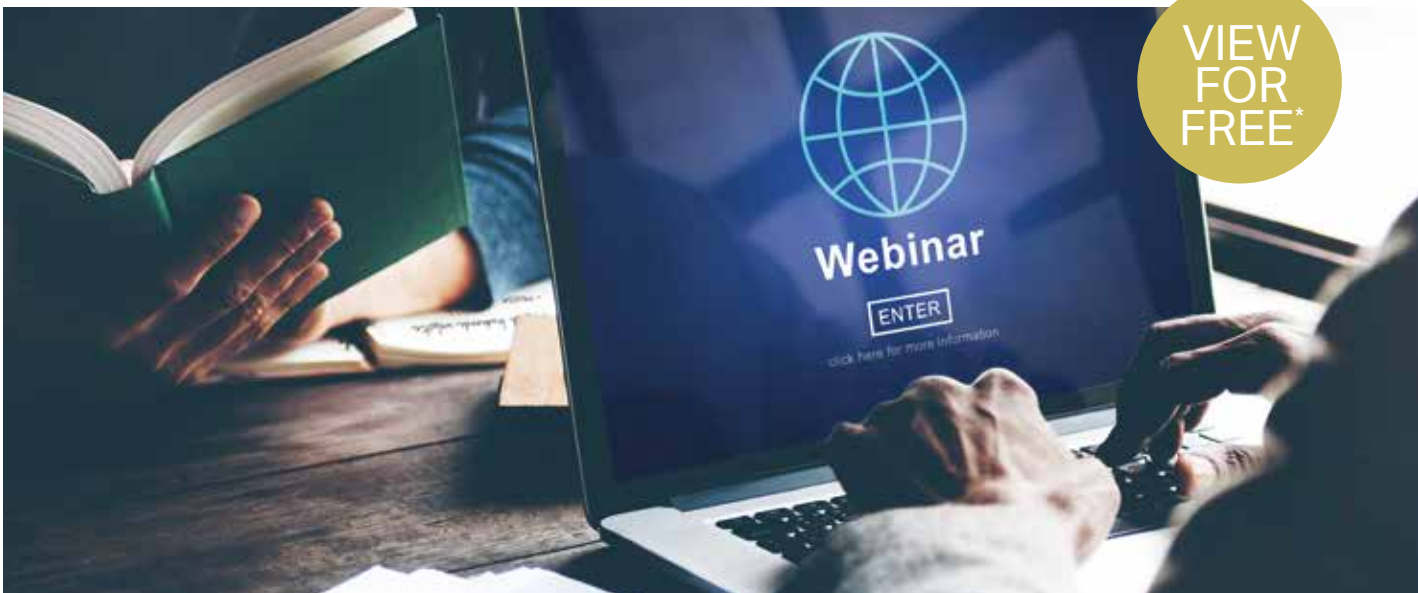 VIEW
FOR
FREE*
Webinar
ENTER
click here for more information